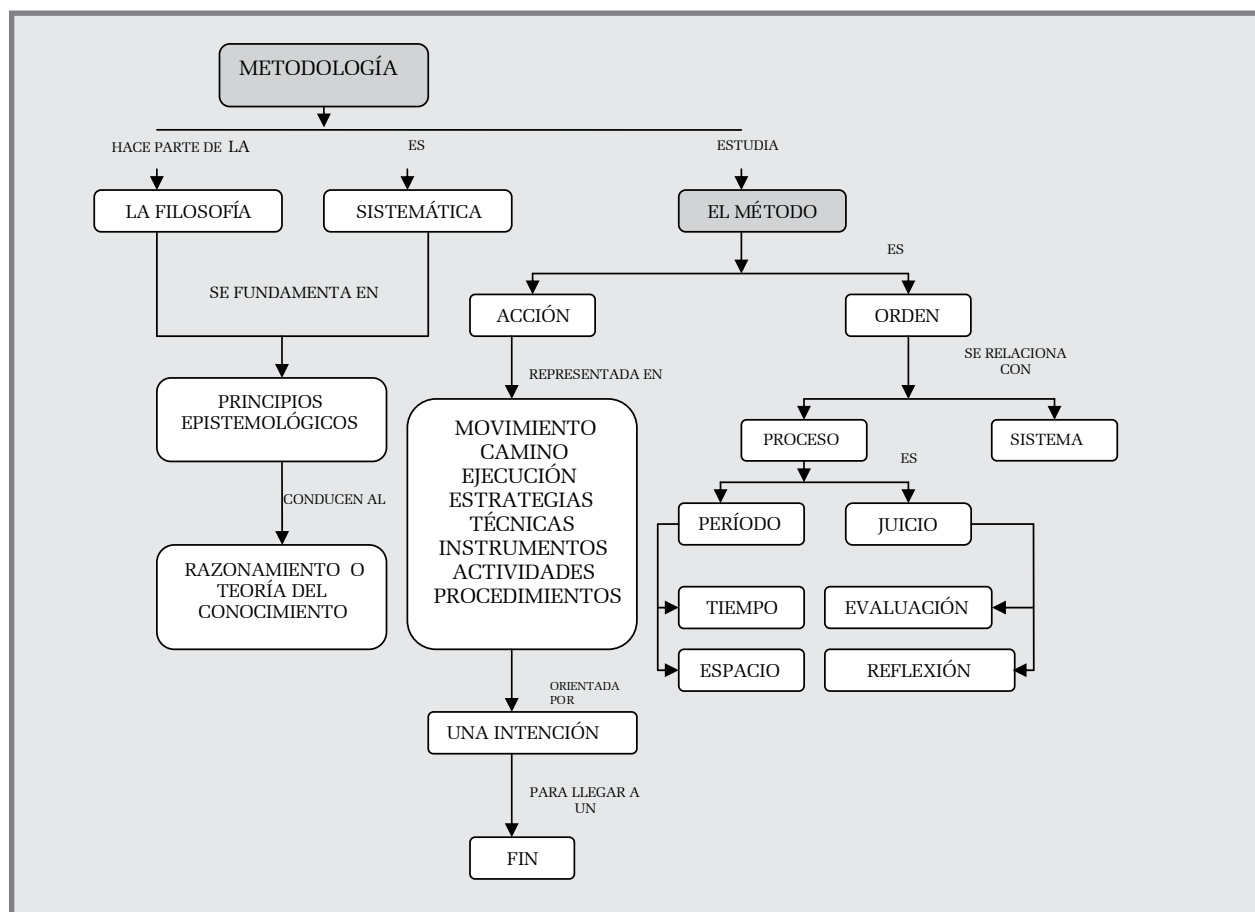 METODOLOGÍA
HACE PARTE DE LA
ES
ESTUDIA
LA FILOSOFÍA
SISTEMÁTICA
EL MÉTODO
ES
SE FUNDAMENTA EN
ACCIÓN
ORDEN
REPRESENTADA EN
SE RELACIONA
CON
PRINCIPIOS
EPISTEMOLÓGICOS
MOVIMIENTO
CAMINO
EJECUCIÓN
ESTRATEGIAS
TÉCNICAS
INSTRUMENTOS
ACTIVIDADES
PROCEDIMIENTOS
PROCESO
SISTEMA
ES
CONDUCEN AL
PERÍODO
JUICIO
RAZONAMIENTO O
TEORÍA DEL
CONOCIMIENTO
TIEMPO
EVALUACIÓN
ESPACIO
REFLEXIÓN
ORIENTADA
POR
UNA INTENCIÓN
PARA LLEGAR A
UN
FIN